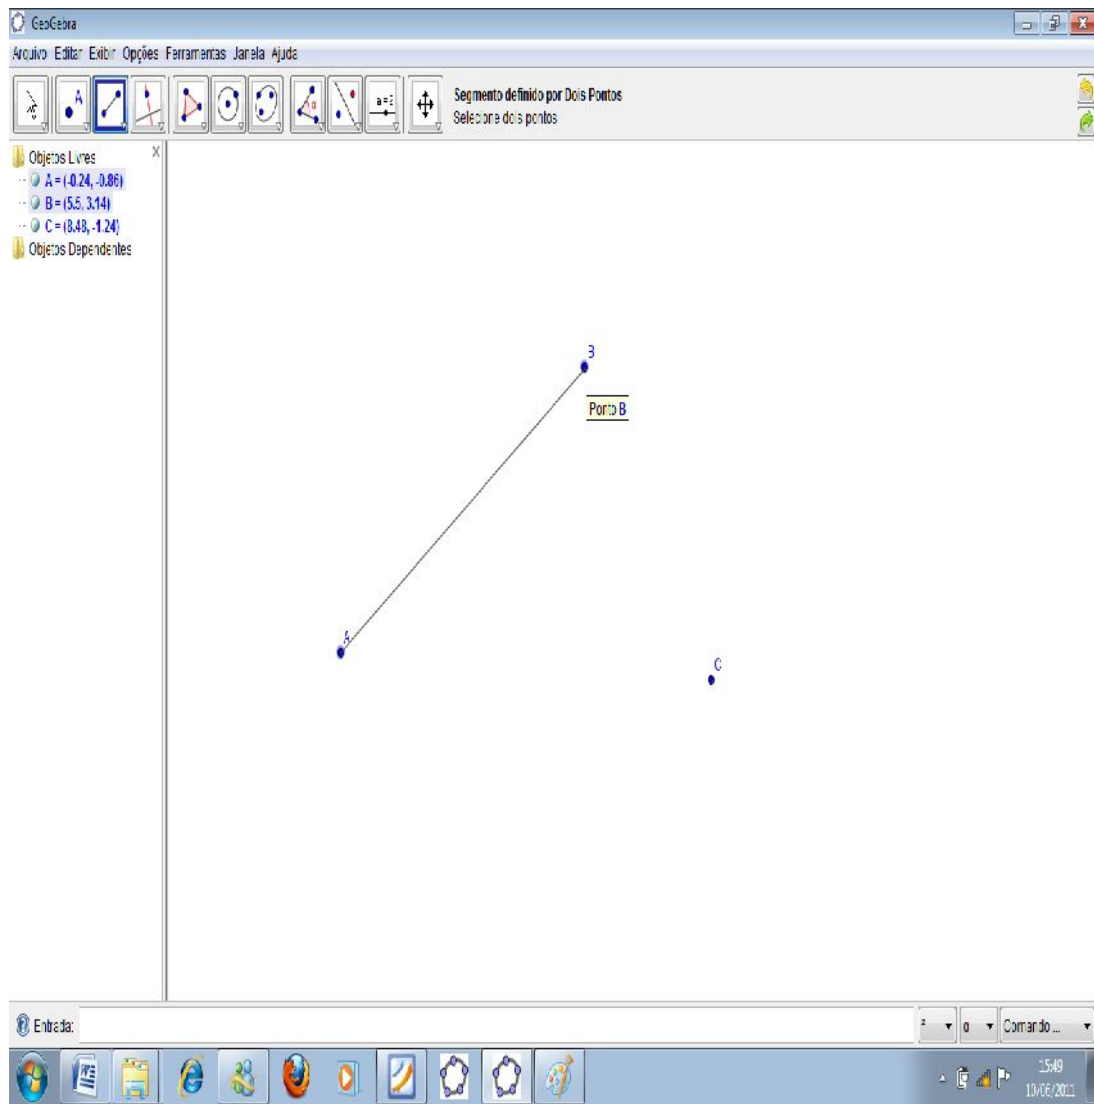 GeoGebra
Arquivo Editar Exibir Opções Ferramentas Janela Ajuda
A
a=2
Segmento definido por Dois Pontos
Selecione dois pontos
Objetos Livres
X
A = (-0.24, -0.86)
B = (5.5, 3.14)
C = (8.48, -1.24)
Objetos Dependentes
B
Ponto B
A
C
Entrada:
²
α
Comando ...
15:49
10/06/2011